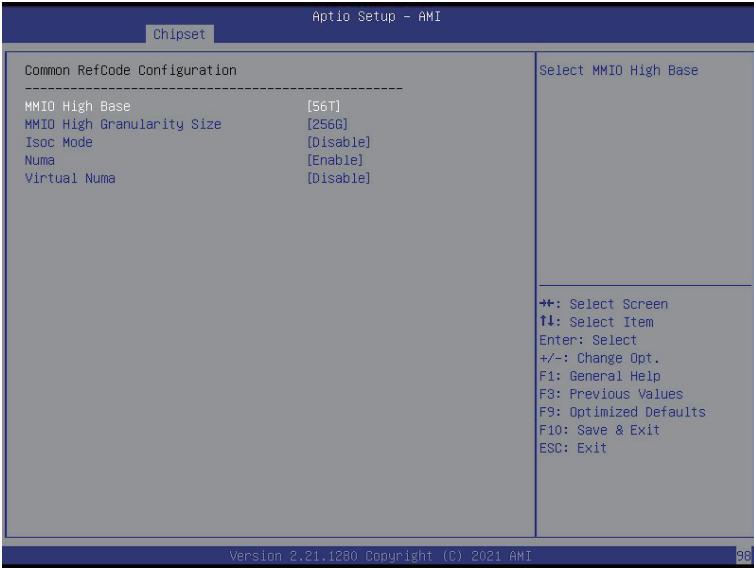 Aptio Setup – AMI
Chipset
Common RefCode Configuration
--------------------------------------------------
MMIO High Base [56T]
MMIO High Granularity Size [256G]
Isoc Mode [Disable]
Numa [Enable]
Virtual Numa [Disable]
Select MMIO High Base
→←: Select Screen
↑↓: Select Item
Enter: Select
+/-: Change Opt.
F1: General Help
F3: Previous Values
F9: Optimized Defaults
F10: Save & Exit
ESC: Exit
Version 2.21.1280 Copyright (C) 2021 AMI
98